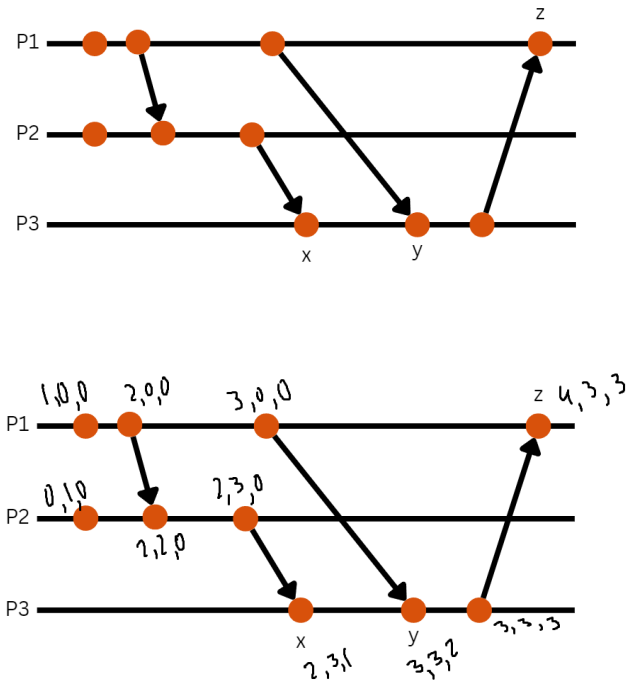 z
P1
P2
P3
x
y
1,0,0
2,0,0
3,0,0
z
4,3,3
P1
0,1,0
2,3,0
P2
2,2,0
P3
x
y
3,3,3
2,3,1
3,3,2